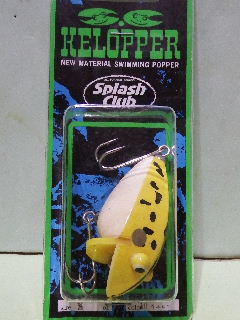 KELOPPER
NEW MATERIAL SWIMMING POPPER
Splash
Club